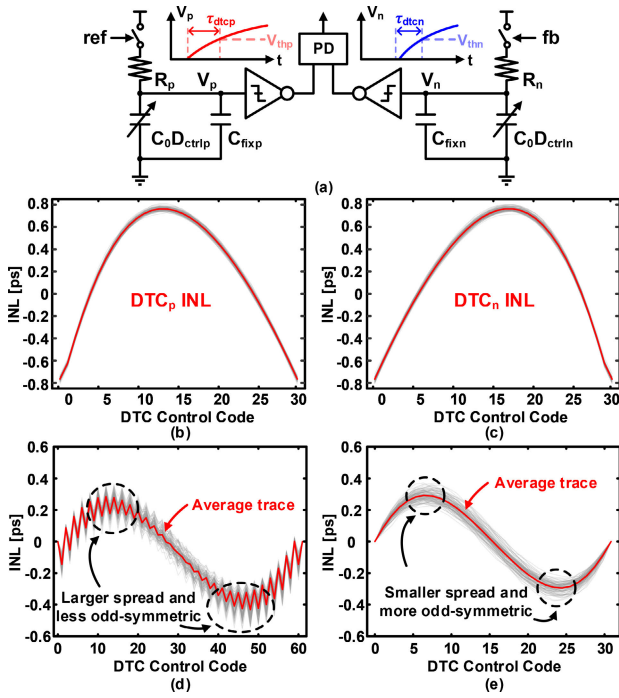 V_p τ_dtcp V_thp t
ref
PD
V_n τ_dtcn V_thn t
fb
R_p V_p V_n R_n
C_0D_ctrlp C_fixp C_fixn C_0D_ctrln
(a)
0.8 0.4 0.2 0 -0.2 -0.4 -0.6 -0.8
INL [ps]
DTC_p INL
0 5 10 15 20 25 30
DTC Control Code
(b)
0.8 0.4 0.2 0 -0.2 -0.4 -0.6 -0.8
INL [ps]
DTC_n INL
0 5 10 15 20 25 30
DTC Control Code
(c)
0.6 0.4 0.2 0 -0.2 -0.4 -0.6
INL [ps]
Average trace
Larger spread and
less odd-symmetric
0 10 20 30 40 50 60
DTC Control Code
(d)
0.6 0.4 0.2 0 -0.2 -0.4 -0.6
INL [ps]
Average trace
Smaller spread and
more odd-symmetric
0 5 10 15 20 25 30
DTC Control Code
(e)